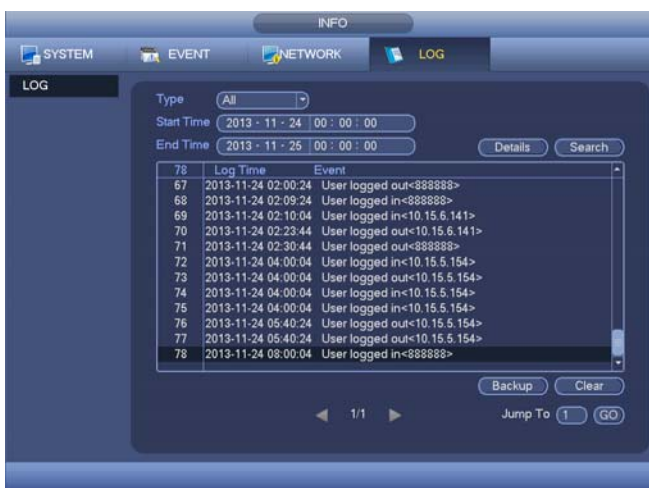 INFO
SYSTEM EVENT NETWORK LOG
LOG
Type All
Start Time 2013 - 11 - 24 00 : 00 : 00
End Time 2013 - 11 - 25 00 : 00 : 00 Details Search
78 Log Time Event
67 2013-11-24 02:00:24 User logged out<888888>
68 2013-11-24 02:09:24 User logged in<888888>
69 2013-11-24 02:10:04 User logged in<10.15.6.141>
70 2013-11-24 02:23:44 User logged out<10.15.6.141>
71 2013-11-24 02:30:44 User logged out<888888>
72 2013-11-24 04:00:04 User logged in<10.15.5.154>
73 2013-11-24 04:00:04 User logged out<10.15.5.154>
74 2013-11-24 04:00:04 User logged in<10.15.5.154>
75 2013-11-24 04:00:04 User logged in<10.15.5.154>
76 2013-11-24 05:40:24 User logged out<10.15.5.154>
77 2013-11-24 05:40:24 User logged out<10.15.5.154>
78 2013-11-24 08:00:04 User logged in<888888>
Backup Clear
1/1 Jump To 1 GO